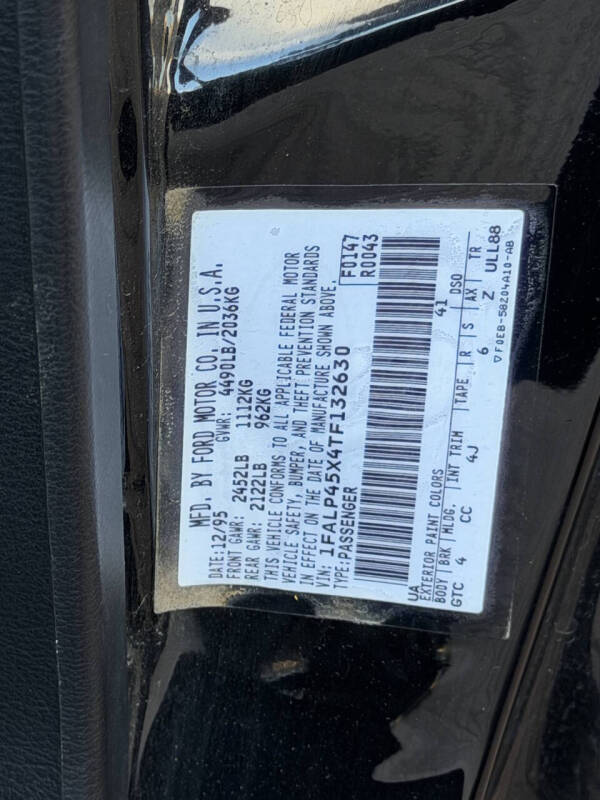 MFD. BY FORD MOTOR CO. IN U.S.A.
DATE: 12/95 GVWR: 4490LB/2036KG
FRONT GAWR: 2452LB 1112KG
REAR GAWR: 2122LB 962KG
THIS VEHICLE CONFORMS TO ALL APPLICABLE FEDERAL MOTOR
VEHICLE SAFETY, BUMPER, AND THEFT PREVENTION STANDARDS
IN EFFECT ON THE DATE OF MANUFACTURE SHOWN ABOVE.
VIN: 1FALP45X4TF132630 F0147
TYPE: PASSENGER R0043
UA 41
EXTERIOR PAINT COLORS DSO
BODY | BRK | MLDG. | INT TRIM | TAPE | R | S | AX | TR
GTC 4 CC 4J 6 Z ULL88
▽ F0EB-58204A10-AB